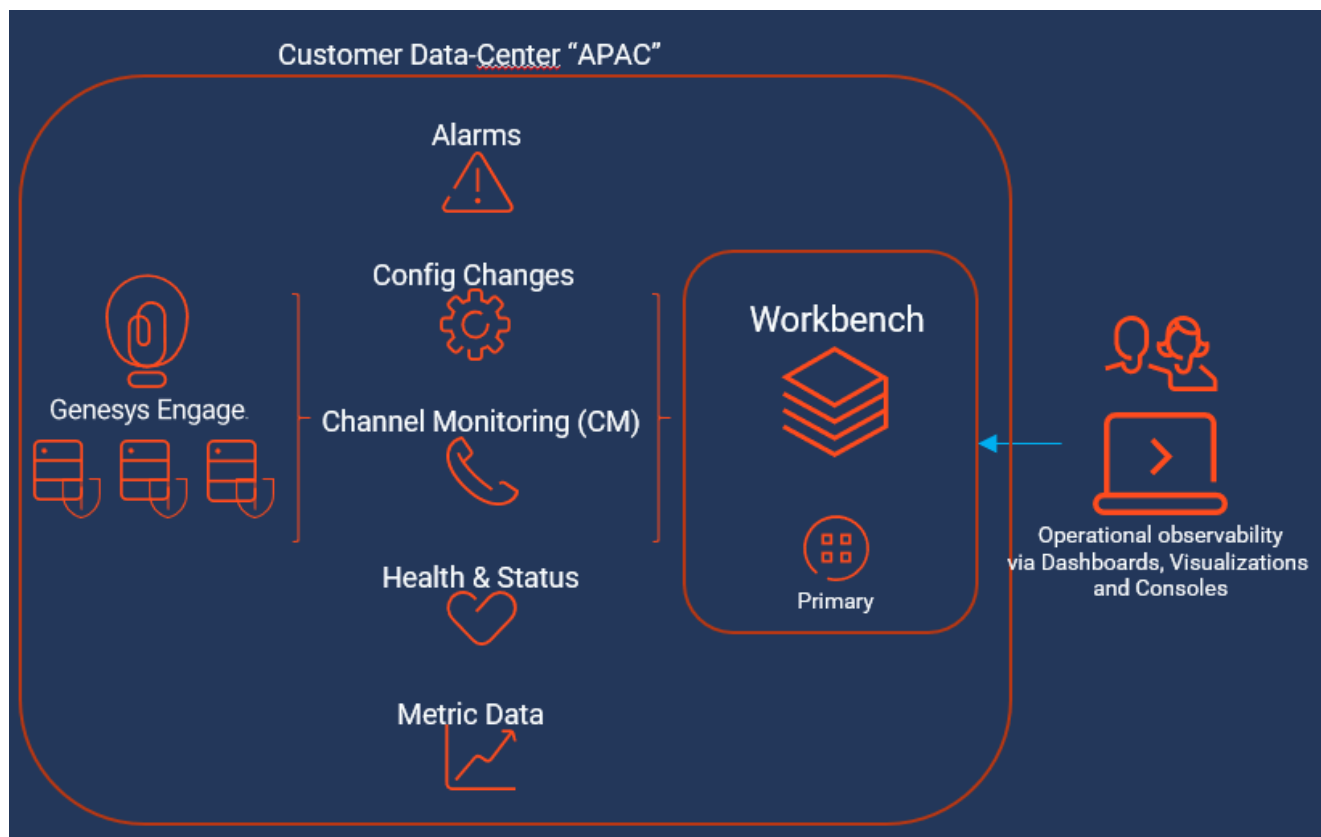 Customer Data-Center “APAC”
Alarms
Config Changes
Genesys Engage.
Channel Monitoring (CM)
Health & Status
Metric Data
Workbench
Primary
Operational observability
via Dashboards, Visualizations
and Consoles